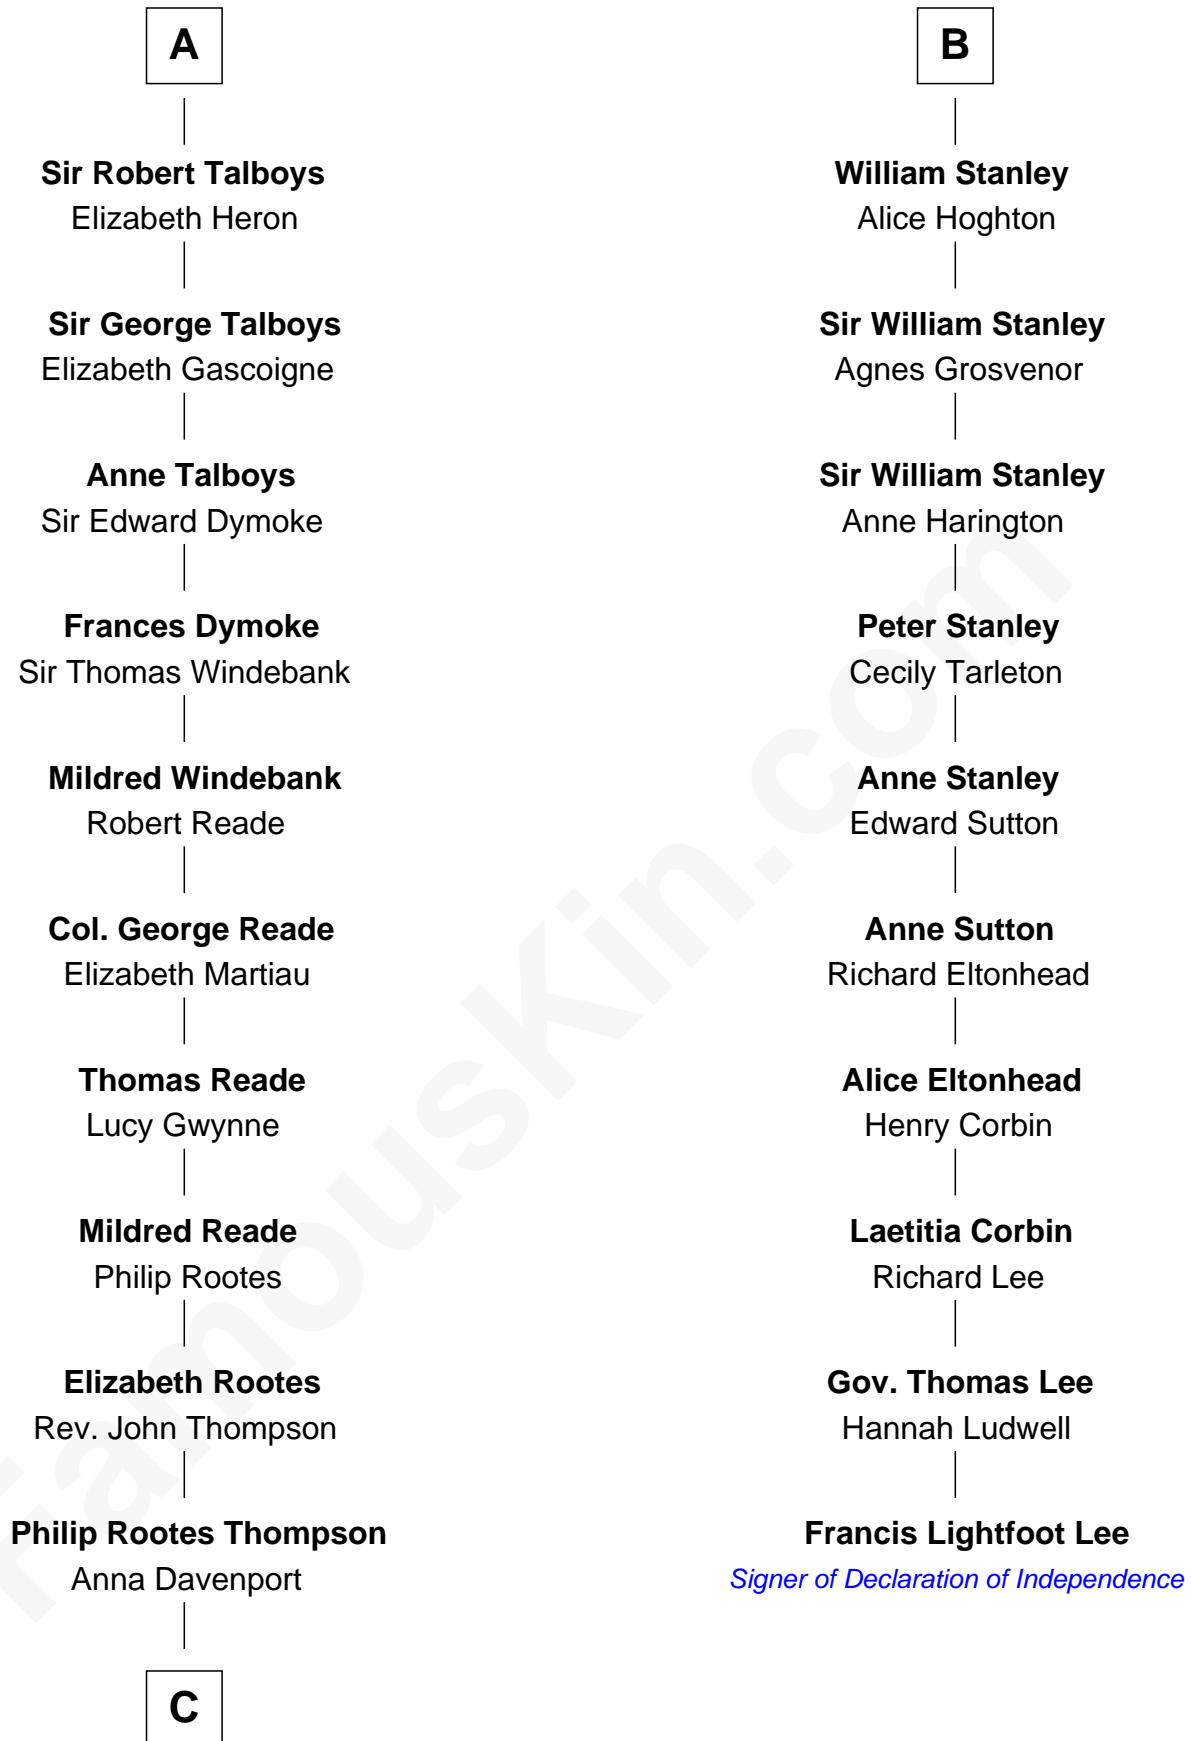 A
Sir Robert Talboys
Elizabeth Heron
Sir George Talboys
Elizabeth Gascoigne
Anne Talboys
Sir Edward Dymoke
Frances Dymoke
Sir Thomas Windebank
Mildred Windebank
Robert Reade
Col. George Reade
Elizabeth Martiau
Thomas Reade
Lucy Gwynne
Mildred Reade
Philip Rootes
Elizabeth Rootes
Rev. John Thompson
Philip Rootes Thompson
Anna Davenport
C
B
William Stanley
Alice Hoghton
Sir William Stanley
Agnes Grosvenor
Sir William Stanley
Anne Harington
Peter Stanley
Cecily Tarleton
Anne Stanley
Edward Sutton
Anne Sutton
Richard Eltonhead
Alice Eltonhead
Henry Corbin
Laetitia Corbin
Richard Lee
Gov. Thomas Lee
Hannah Ludwell
Francis Lightfoot Lee
Signer of Declaration of Independence
FamousKin.com